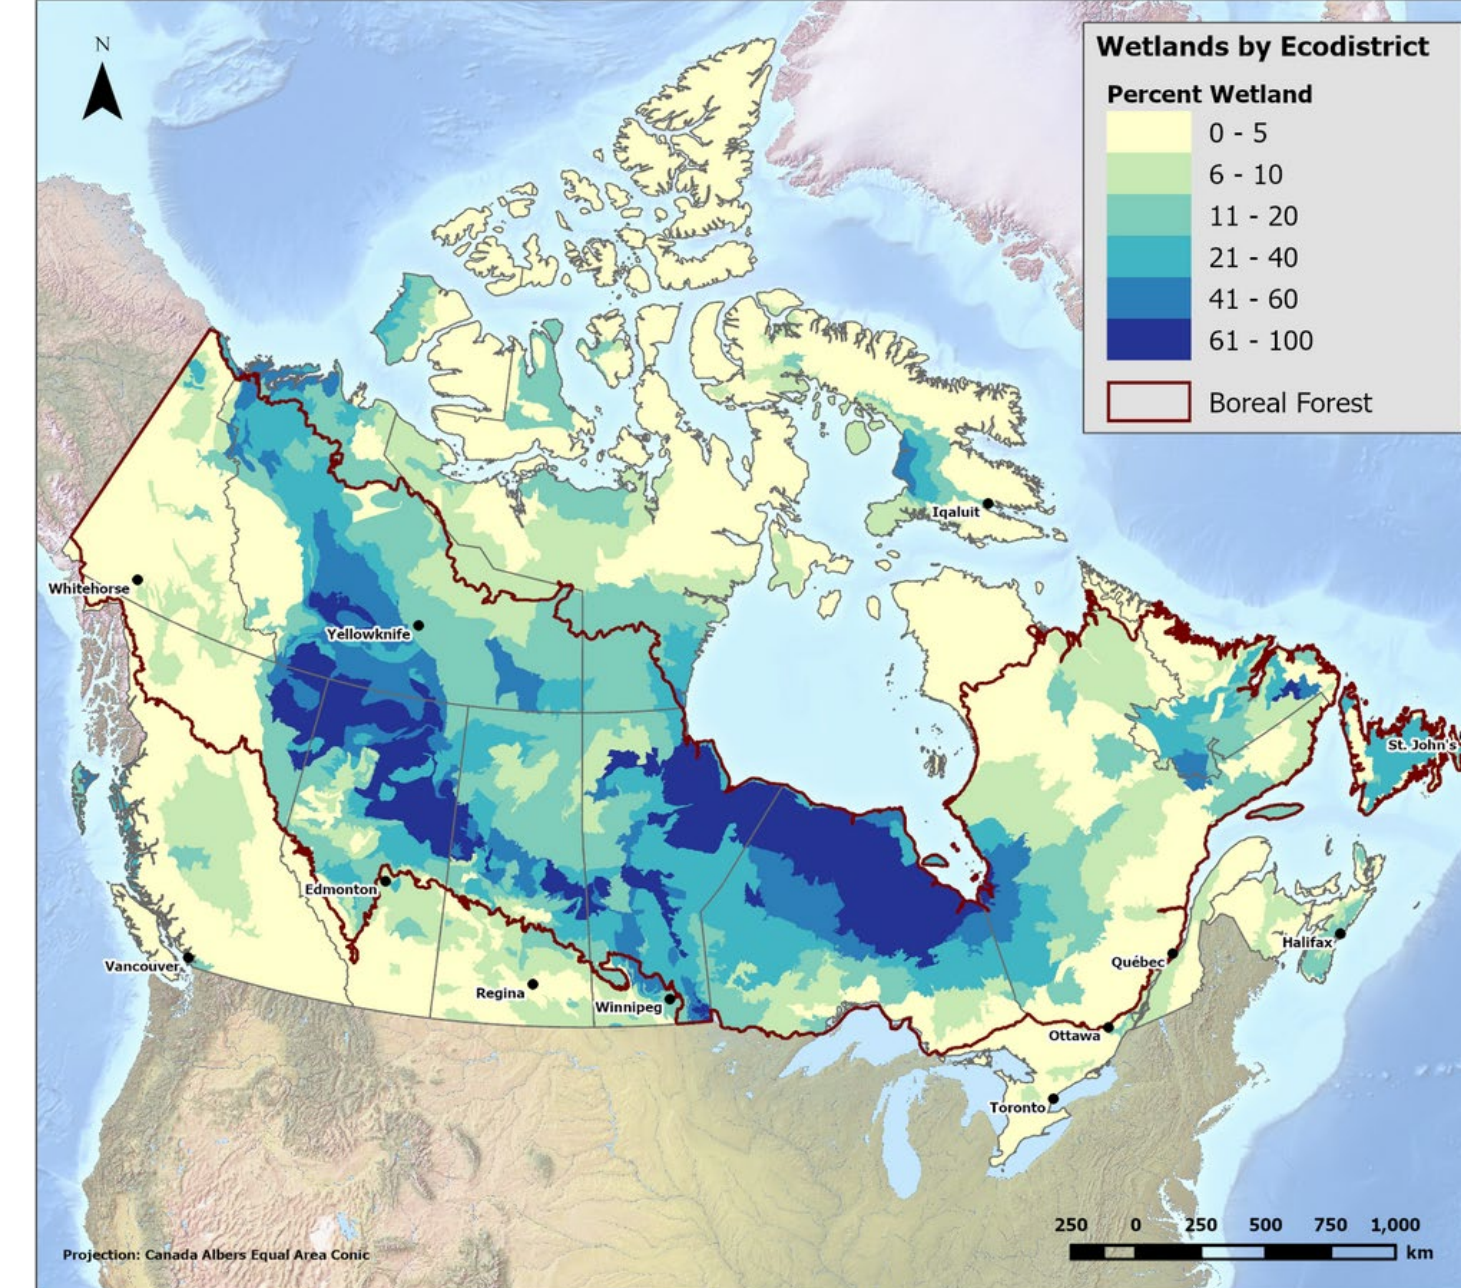 N
Wetlands by Ecodistrict
Percent Wetland
0 - 5
6 - 10
11 - 20
21 - 40
41 - 60
61 - 100
Boreal Forest
Iqaluit
Whitehorse
Yellowknife
St. John's
Edmonton
Halifax
Québec
Vancouver
Regina
Winnipeg
Ottawa
Toronto
250 0 250 500 750 1,000
km
Projection: Canada Albers Equal Area Conic